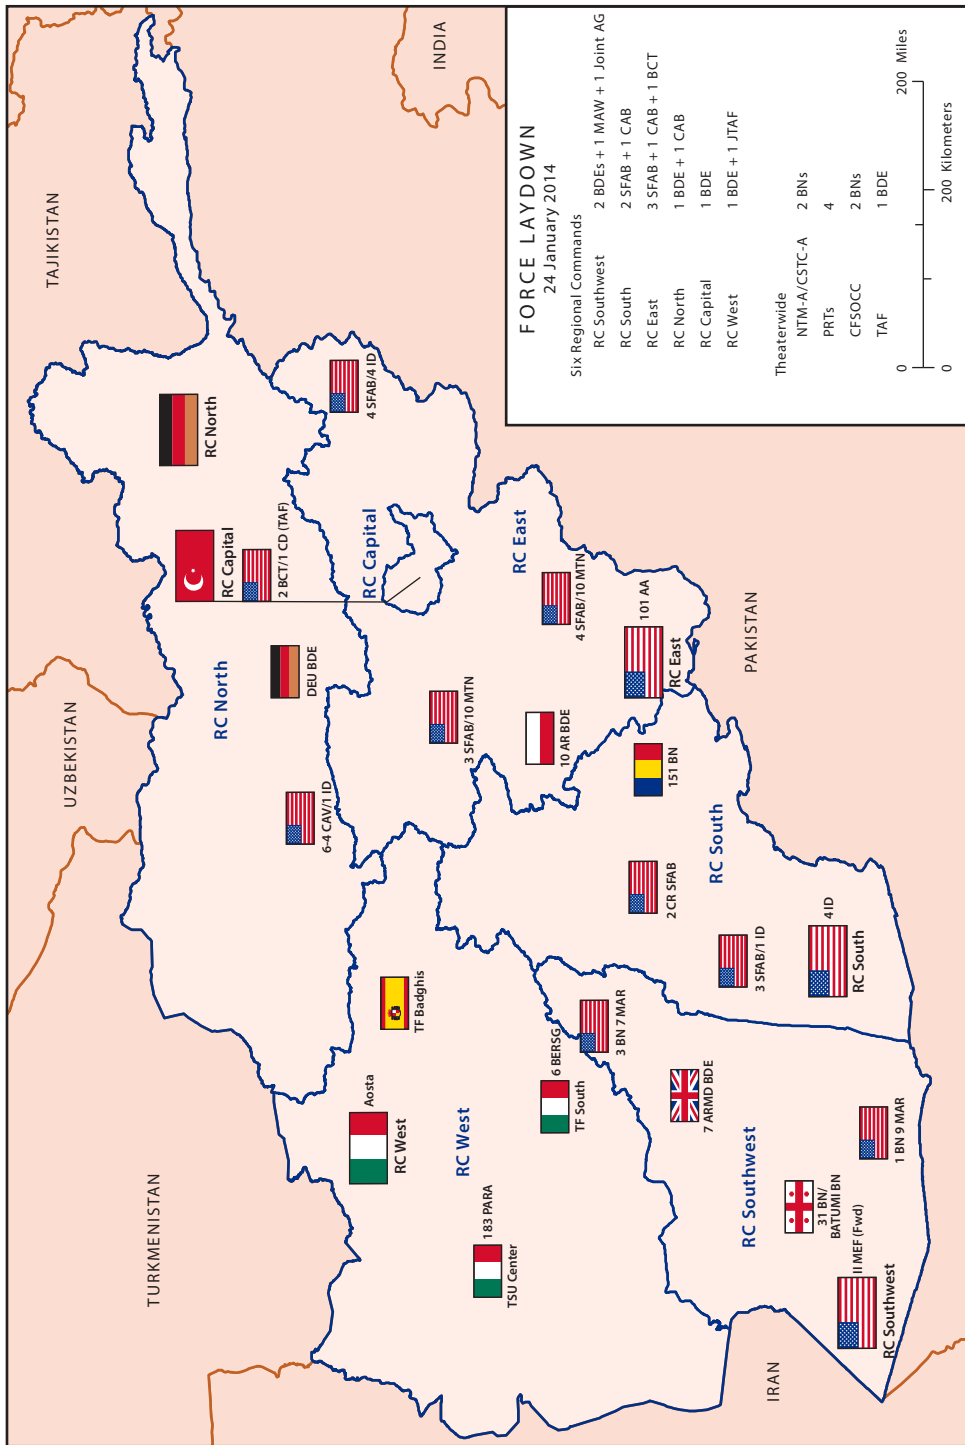 FORCE LAYDOWN
24 January 2014
Six Regional Commands
RC Southwest 2 BDEs + 1 MAW + 1 Joint AG
RC South 2 SFAB + 1 CAB
RC East 3 SFAB + 1 CAB + 1 BCT
RC North 1 BDE + 1 CAB
RC Capital 1 BDE
RC West 1 BDE + 1 JTAF
Theaterwide
NTM-A/CSTC-A 2 BNs
PRTs 4
CFSOCC 2 BNs
TAF 1 BDE
0 200 Miles
0 200 Kilometers
TURKMENISTAN
UZBEKISTAN
TAJIKISTAN
INDIA
PAKISTAN
IRAN
RC North
RC North
RC Capital
2 BCT/1 CD (TAF)
DEU BDE
6-4 CAV/1 ID
RC Capital
4 SFAB/4 ID
RC East
3 SFAB/10 MTN
4 SFAB/10 MTN
10 AR BDE
101 AA
RC East
Aosta
RC West
TF Badghis
RC West
183 PARA
TSU Center
6 BERSG
TF South
RC South
151 BN
2 CR SFAB
3 SFAB/1 ID
4 ID
RC South
RC Southwest
3 BN 7 MAR
7 ARMD BDE
31 BN/
BATUMI BN
1 BN 9 MAR
II MEF (Fwd)
RC Southwest